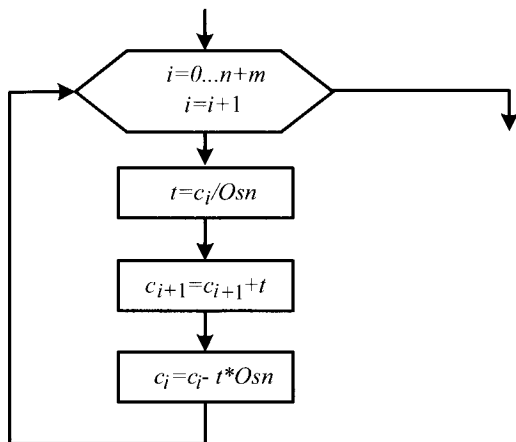 i=0...n+m
i=i+1
t=c_i/Osn
c_{i+1}=c_{i+1}+t
c_i=c_i- t*Osn